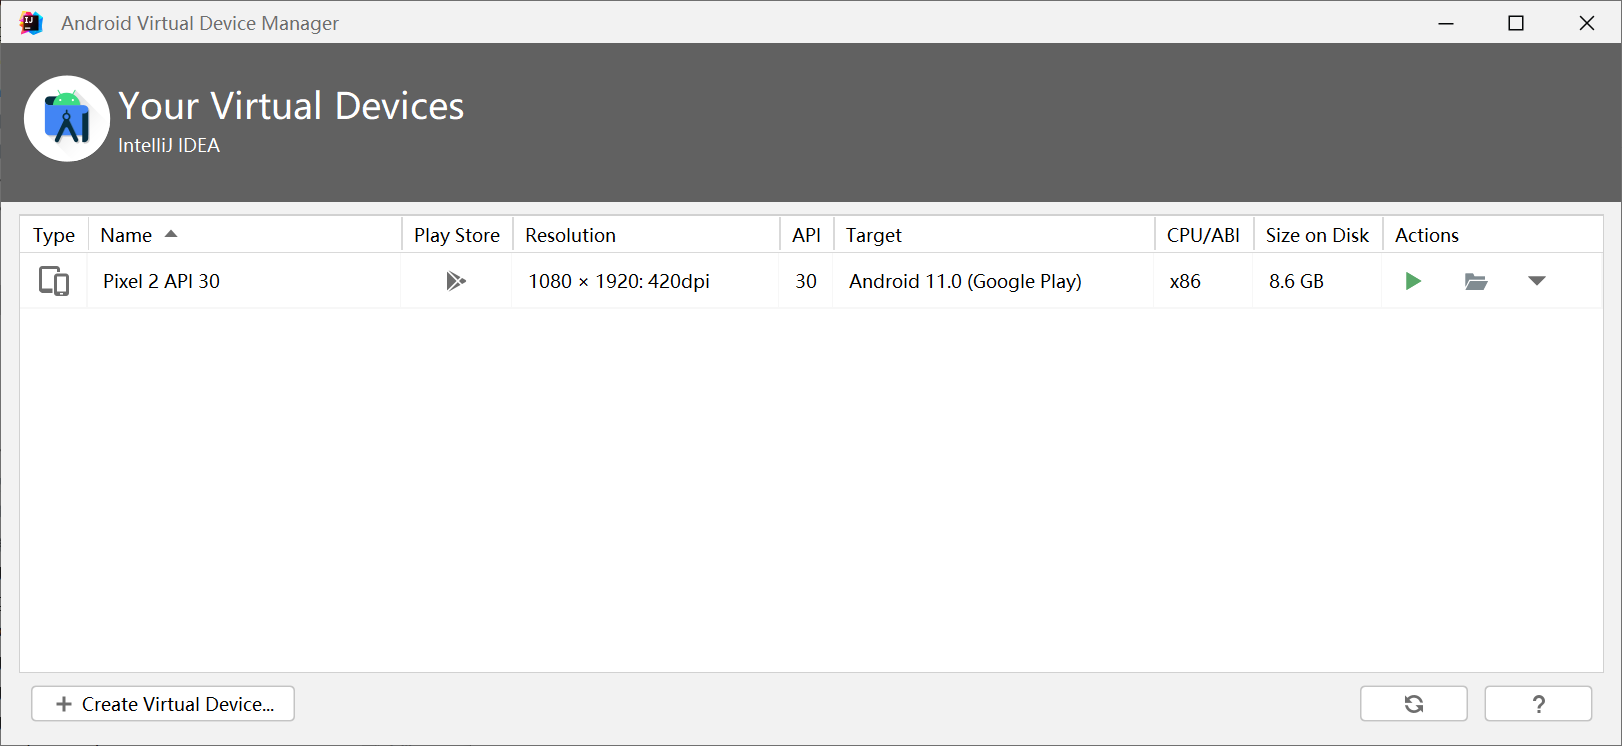 Android Virtual Device Manager
Your Virtual Devices
IntelliJ IDEA
Type Name Play Store Resolution API Target CPU/ABI Size on Disk Actions
Pixel 2 API 30 1080 × 1920: 420dpi 30 Android 11.0 (Google Play) x86 8.6 GB
+ Create Virtual Device... ?